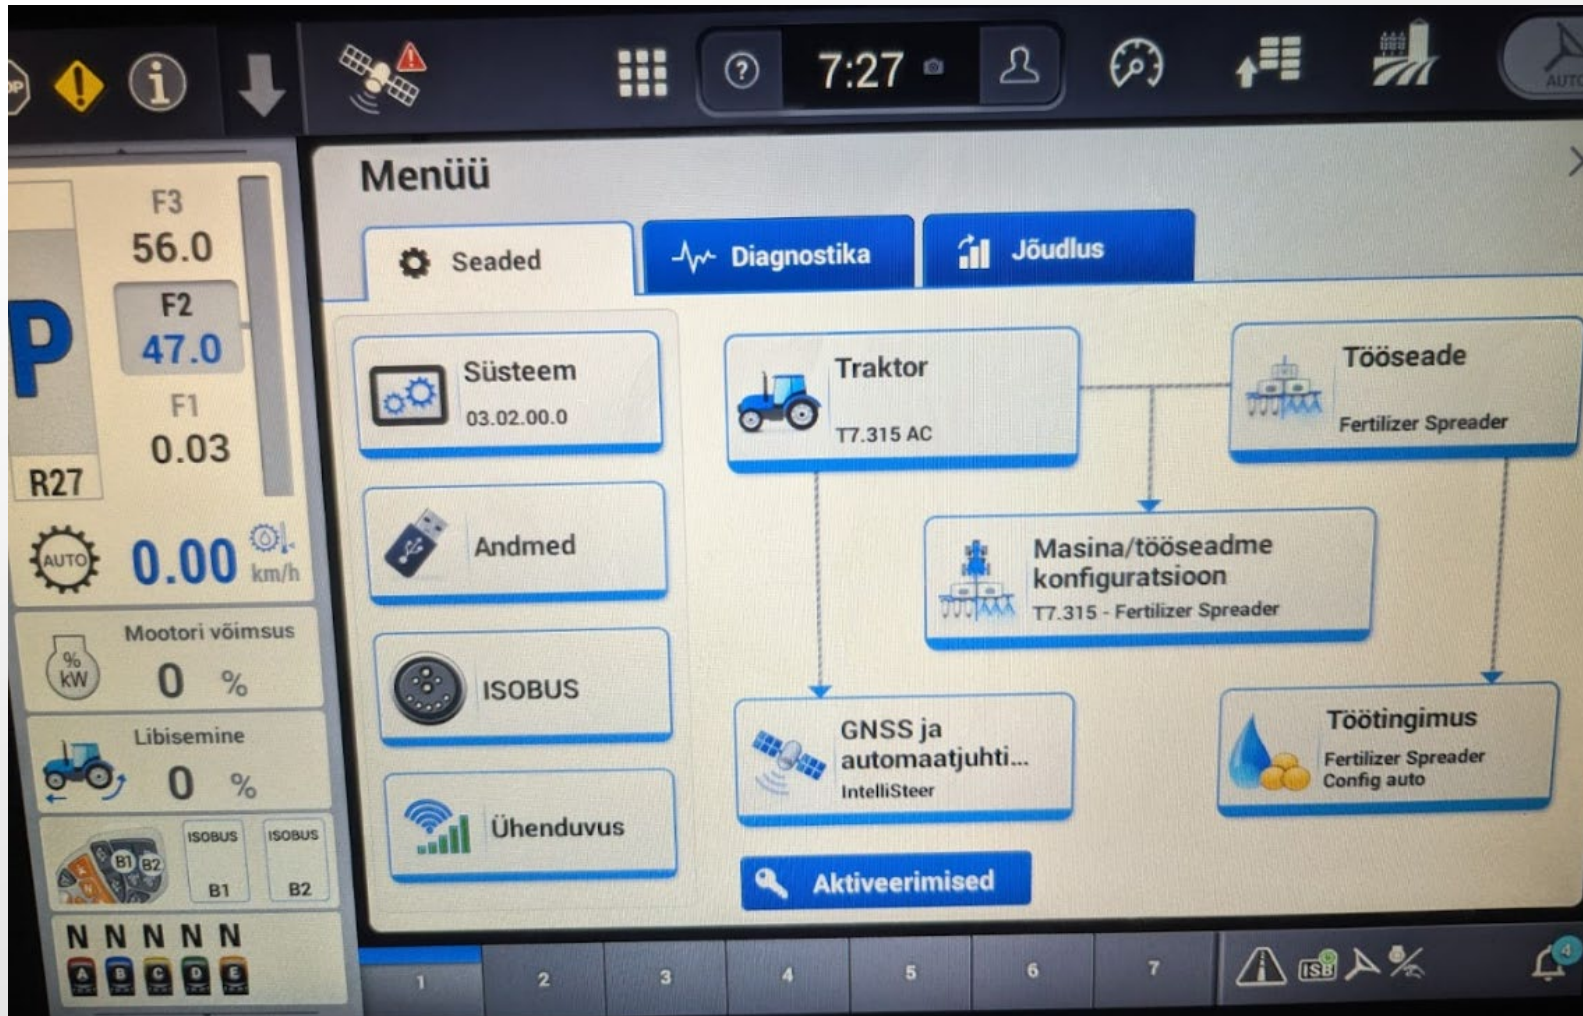 7:27
AUTO
Menüü
F3
56.0
F2
47.0
F1
0.03
P
R27
AUTO
0.00
km/h
Mootori võimsus
%
kW
0 %
Libisemine
0 %
B1 B2
ISOBUS
B1
ISOBUS
B2
N N N N N
A B C D E
Seaded
Diagnostika
Jõudlus
Süsteem
03.02.00.0
Andmed
ISOBUS
Ühenduvus
Traktor
T7.315 AC
Tööseade
Fertilizer Spreader
Masina/tööseadme
konfiguratsioon
T7.315 - Fertilizer Spreader
GNSS ja
automaatjuhti...
IntelliSteer
Töötingimus
Fertilizer Spreader
Config auto
Aktiveerimised
1 2 3 4 5 6 7
ISB
4